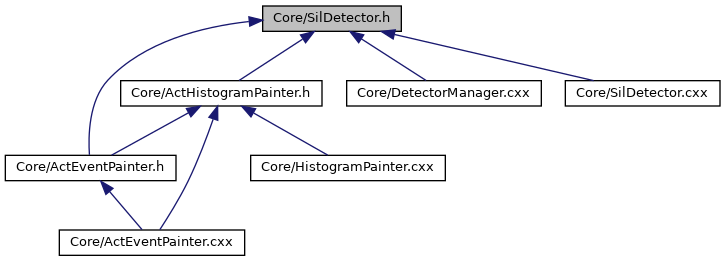 Core/SilDetector.h
Core/ActHistogramPainter.h
Core/DetectorManager.cxx
Core/SilDetector.cxx
Core/ActEventPainter.h
Core/HistogramPainter.cxx
Core/ActEventPainter.cxx